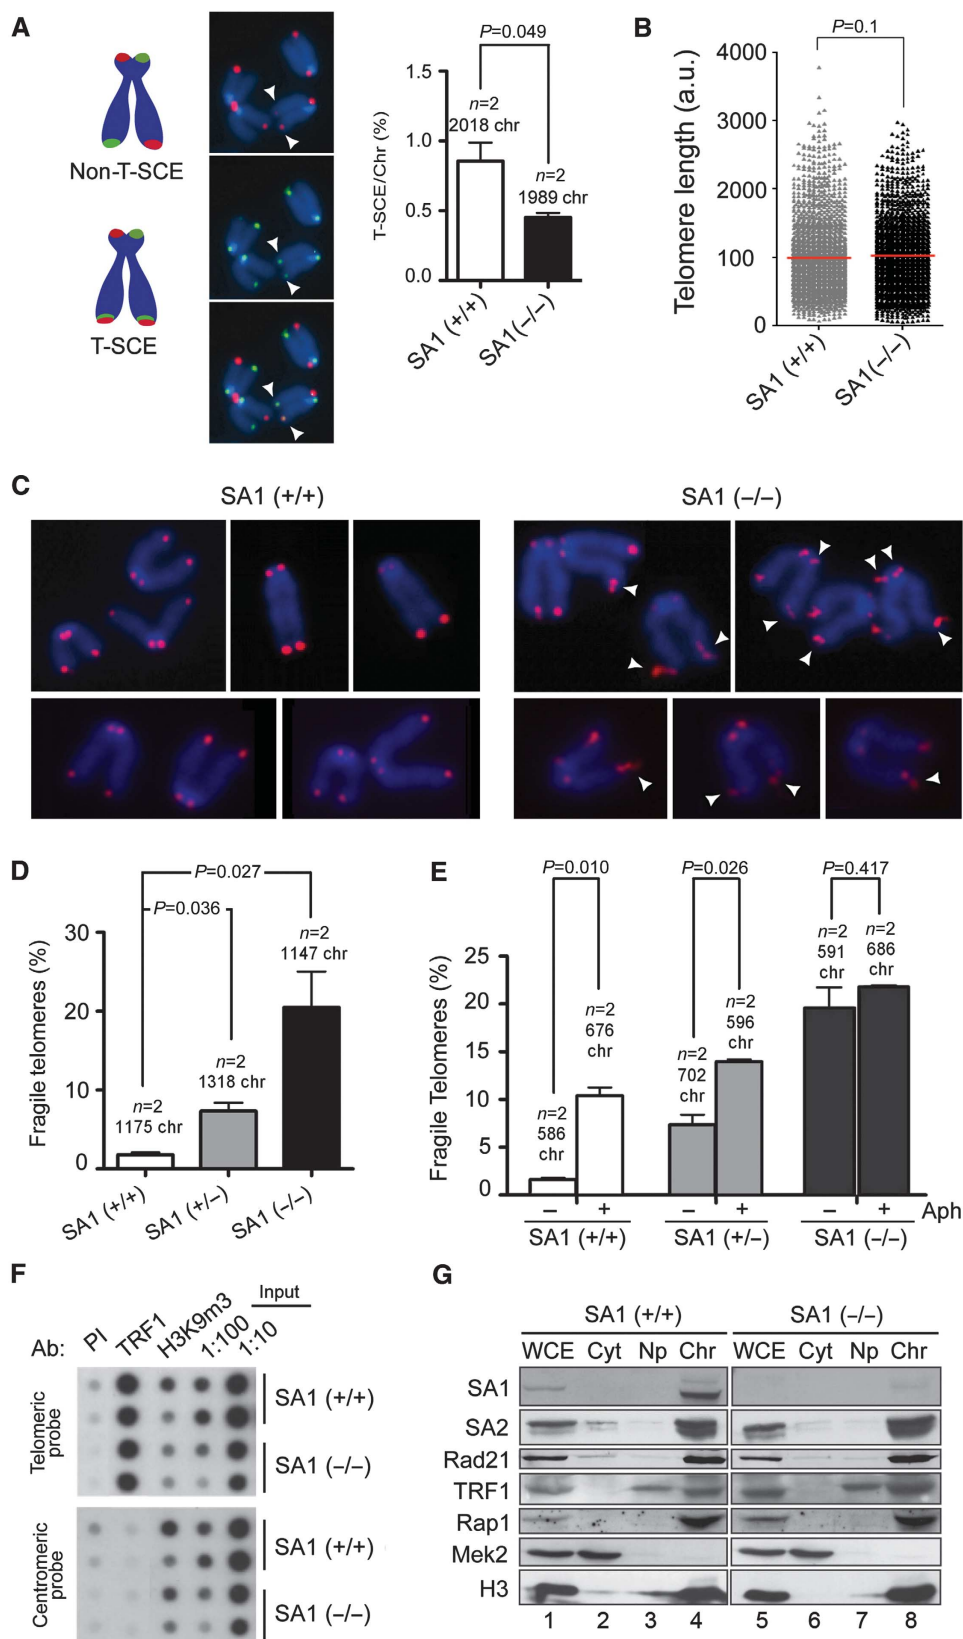 A
Non-T-SCE
T-SCE
P=0.049
T-SCE/Chr (%)
1.5
1.0
0.5
0.0
n=2
2018 chr
n=2
1989 chr
SA1 (+/+)
SA1(–/–)
B
P=0.1
Telomere length (a.u.)
4000
3000
2000
100
0
SA1 (+/+)
SA1(–/–)
C
SA1 (+/+)
SA1 (–/–)
D
P=0.027
P=0.036
Fragile telomeres (%)
30
20
10
0
n=2
1175 chr
n=2
1318 chr
n=2
1147 chr
SA1 (+/+)
SA1 (+/–)
SA1 (–/–)
E
P=0.010
P=0.026
P=0.417
Fragile Telomeres (%)
25
20
15
10
5
0
n=2
586
chr
n=2
676
chr
n=2
702
chr
n=2
596
chr
n=2
591
chr
n=2
686
chr
– + – + – + Aph
SA1 (+/+) SA1 (+/–) SA1 (–/–)
F
Input
Ab: PI TRF1 H3K9m3 1:100 1:10
Telomeric
probe
SA1 (+/+)
SA1 (–/–)
Centromeric
probe
SA1 (+/+)
SA1 (–/–)
G
SA1 (+/+) SA1 (–/–)
WCE Cyt Np Chr WCE Cyt Np Chr
SA1
SA2
Rad21
TRF1
Rap1
Mek2
H3
1 2 3 4 5 6 7 8